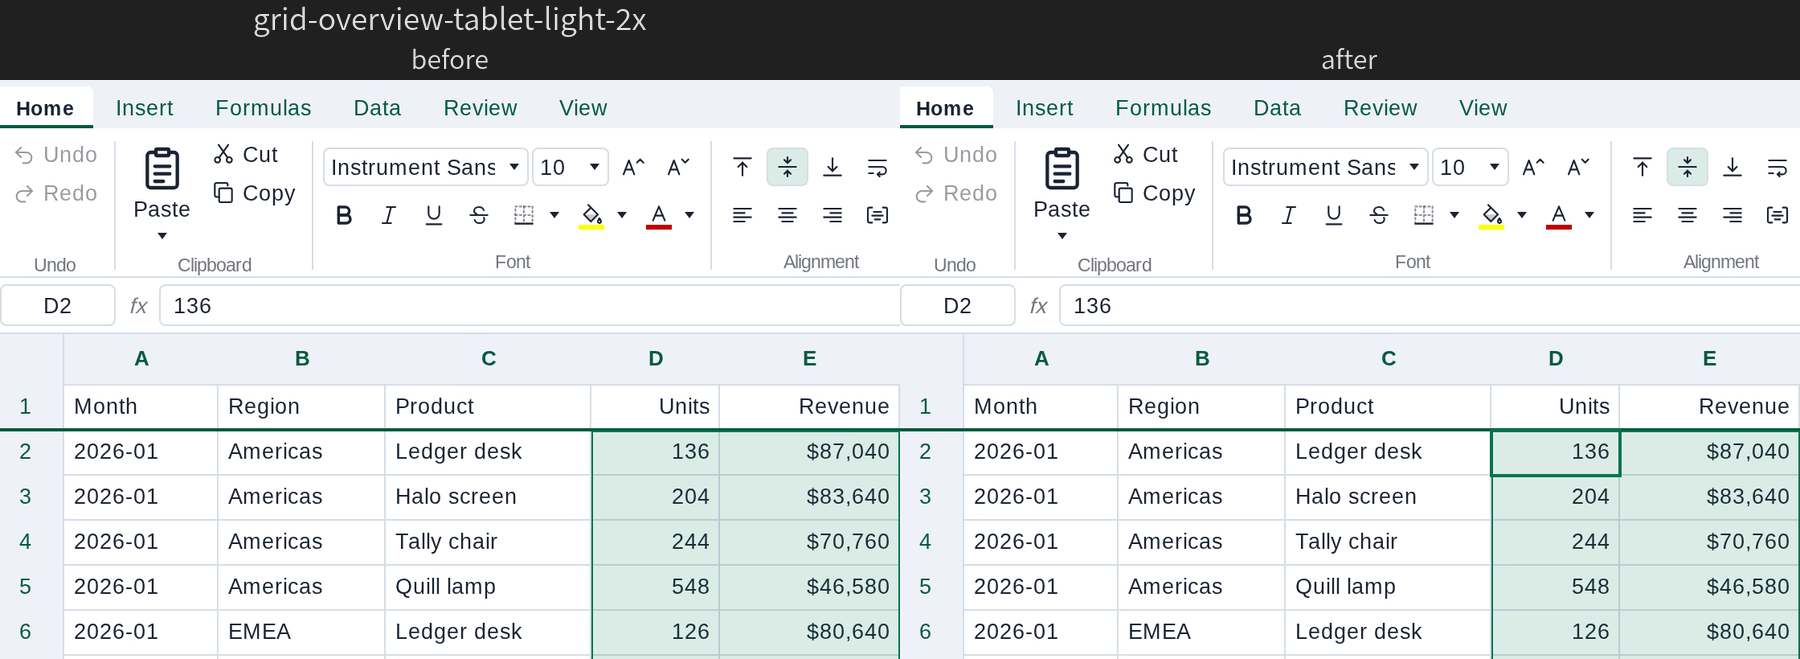 grid-overview-tablet-light-2x
before
after
Home Insert Formulas Data Review View
Undo
Redo
Paste
Cut
Copy
Instrument Sans 10 A^ A˅
B I U S A
Undo Clipboard Font Alignment
D2 fx 136
A B C D E
1 Month Region Product Units Revenue
2 2026-01 Americas Ledger desk 136 $87,040
3 2026-01 Americas Halo screen 204 $83,640
4 2026-01 Americas Tally chair 244 $70,760
5 2026-01 Americas Quill lamp 548 $46,580
6 2026-01 EMEA Ledger desk 126 $80,640
Home Insert Formulas Data Review View
Undo
Redo
Paste
Cut
Copy
Instrument Sans 10 A^ A˅
B I U S A
Undo Clipboard Font Alignment
D2 fx 136
A B C D E
1 Month Region Product Units Revenue
2 2026-01 Americas Ledger desk 136 $87,040
3 2026-01 Americas Halo screen 204 $83,640
4 2026-01 Americas Tally chair 244 $70,760
5 2026-01 Americas Quill lamp 548 $46,580
6 2026-01 EMEA Ledger desk 126 $80,640